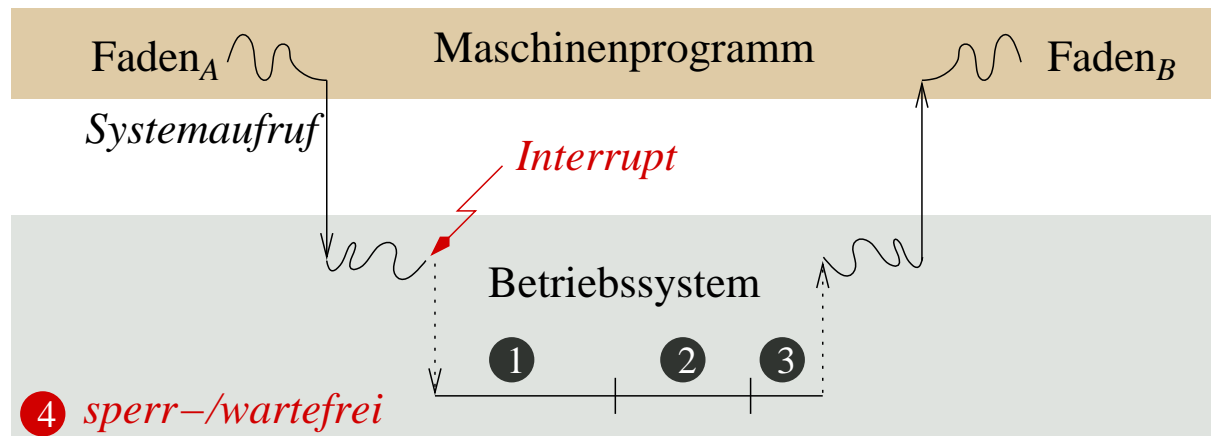 Faden_A Maschinenprogramm Faden_B
Systemaufruf
Interrupt
Betriebssystem
1 2 3
4 sperr-/wartefrei